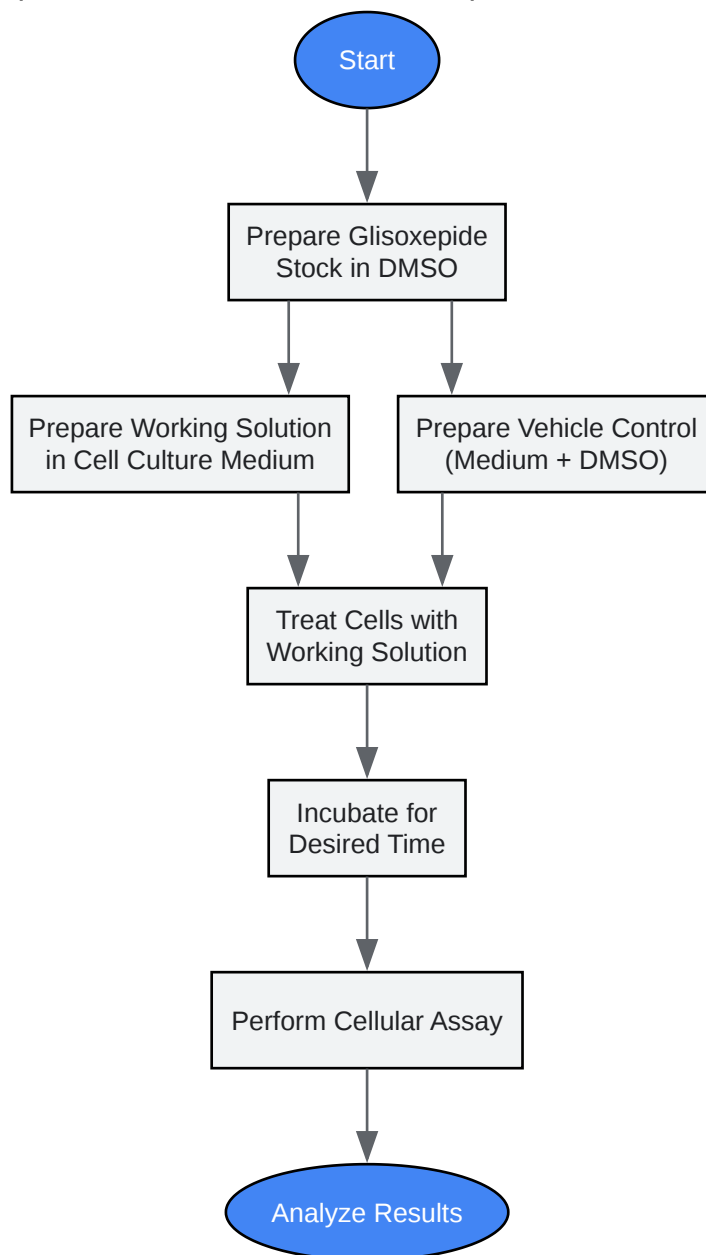 Start
Prepare Glisoxepide
Stock in DMSO
Prepare Working Solution
in Cell Culture Medium
Prepare Vehicle Control
(Medium + DMSO)
Treat Cells with
Working Solution
Incubate for
Desired Time
Perform Cellular Assay
Analyze Results